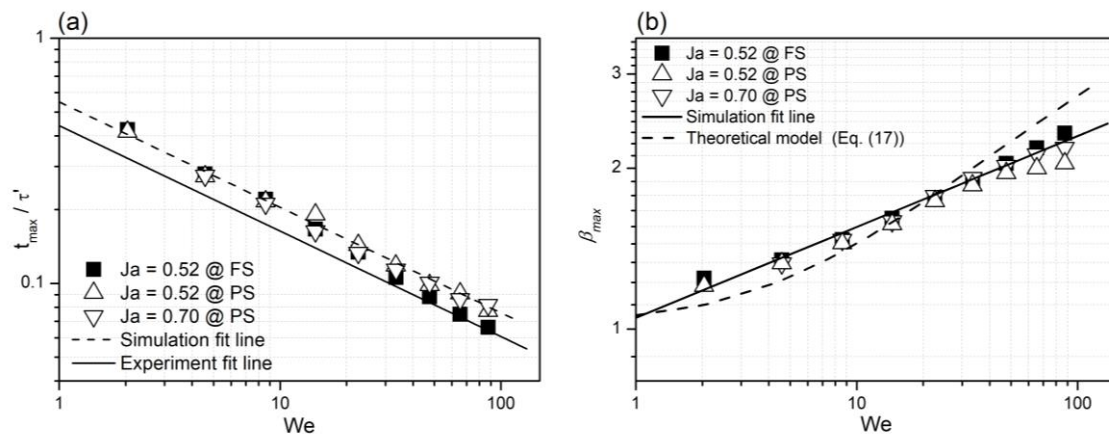 (a)
1
t_max / τ'
0.1
Ja = 0.52 @ FS
Ja = 0.52 @ PS
Ja = 0.70 @ PS
Simulation fit line
Experiment fit line
1 10 100
We
(b)
3
β_max
2
1
Ja = 0.52 @ FS
Ja = 0.52 @ PS
Ja = 0.70 @ PS
Simulation fit line
Theoretical model (Eq. (17))
1 10 100
We